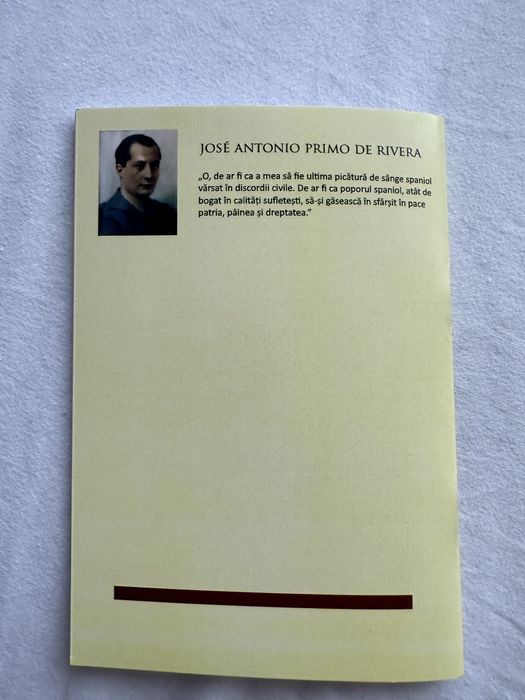 JOSÉ ANTONIO PRIMO DE RIVERA
„O, de ar fi ca a mea să fie ultima picătură de sânge spaniol
vărsat în discordii civile. De ar fi ca poporul spaniol, atât de
bogat în calități sufletești, să-și găsească în sfârșit în pace
patria, pâinea și dreptatea.”